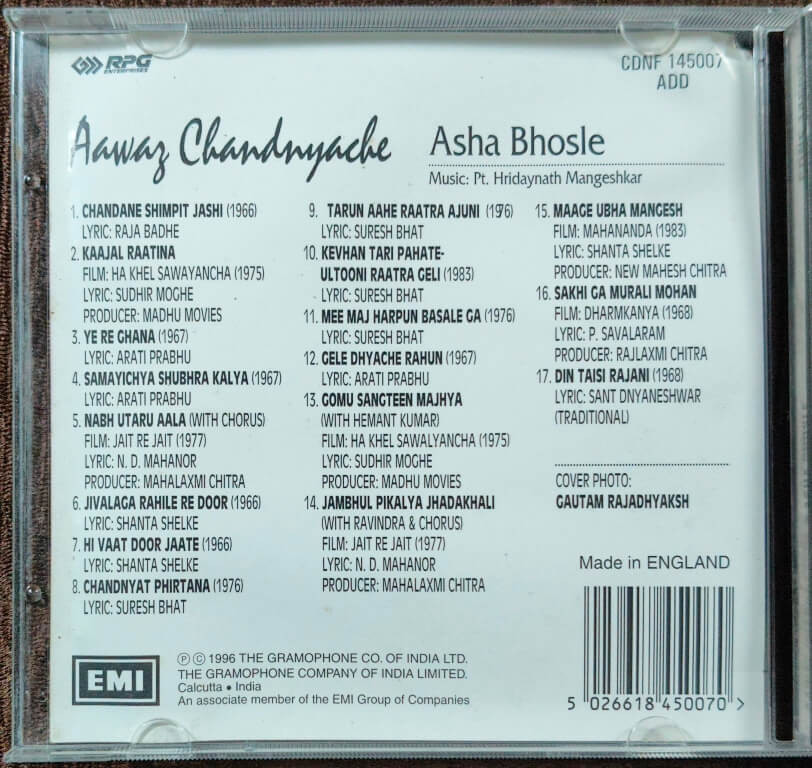 RPG
ENTERPRISES
CDNF 145007
ADD
Aawaz Chandnyache
Asha Bhosle
Music: Pt. Hridaynath Mangeshkar
1. CHANDANE SHIMPIT JASHI (1966)
LYRIC: RAJA BADHE
2. KAAJAL RAATINA
FILM: HA KHEL SAWAYANCHA (1975)
LYRIC: SUDHIR MOGHE
PRODUCER: MADHU MOVIES
3. YE RE GHANA (1967)
LYRIC: ARATI PRABHU
4. SAMAYICHYA SHUBHRA KALYA (1967)
LYRIC: ARATI PRABHU
5. NABH UTARU AALA (WITH CHORUS)
FILM: JAIT RE JAIT (1977)
LYRIC: N. D. MAHANOR
PRODUCER: MAHALAXMI CHITRA
6. JIVALAGA RAHILE RE DOOR (1966)
LYRIC: SHANTA SHELKE
7. HI VAAT DOOR JAATE (1966)
LYRIC: SHANTA SHELKE
8. CHANDNYAT PHIRTANA (1976)
LYRIC: SURESH BHAT
9. TARUN AAHE RAATRA AJUNI (1976)
LYRIC: SURESH BHAT
10. KEVHAN TARI PAHATE-
ULTOONI RAATRA GELI (1983)
LYRIC: SURESH BHAT
11. MEE MAJ HARPUN BASALE GA (1976)
LYRIC: SURESH BHAT
12. GELE DHYACHE RAHUN (1967)
LYRIC: ARATI PRABHU
13. GOMU SANGTEEN MAJHYA
(WITH HEMANT KUMAR)
FILM: HA KHEL SAWALYANCHA (1975)
LYRIC: SUDHIR MOGHE
PRODUCER: MADHU MOVIES
14. JAMBHUL PIKALYA JHADAKHALI
(WITH RAVINDRA & CHORUS)
FILM: JAIT RE JAIT (1977)
LYRIC: N. D. MAHANOR
PRODUCER: MAHALAXMI CHITRA
15. MAAGE UBHA MANGESH
FILM: MAHANANDA (1983)
LYRIC: SHANTA SHELKE
PRODUCER: NEW MAHESH CHITRA
16. SAKHI GA MURALI MOHAN
FILM: DHARMKANYA (1968)
LYRIC: P. SAVALARAM
PRODUCER: RAJLAXMI CHITRA
17. DIN TAISI RAJANI (1968)
LYRIC: SANT DNYANESHWAR
(TRADITIONAL)
COVER PHOTO:
GAUTAM RAJADHYAKSH
Made in ENGLAND
5 026618 450070 >
EMI
Ⓟ © 1996 THE GRAMOPHONE CO. OF INDIA LTD.
THE GRAMOPHONE COMPANY OF INDIA LIMITED.
Calcutta • India
An associate member of the EMI Group of Companies